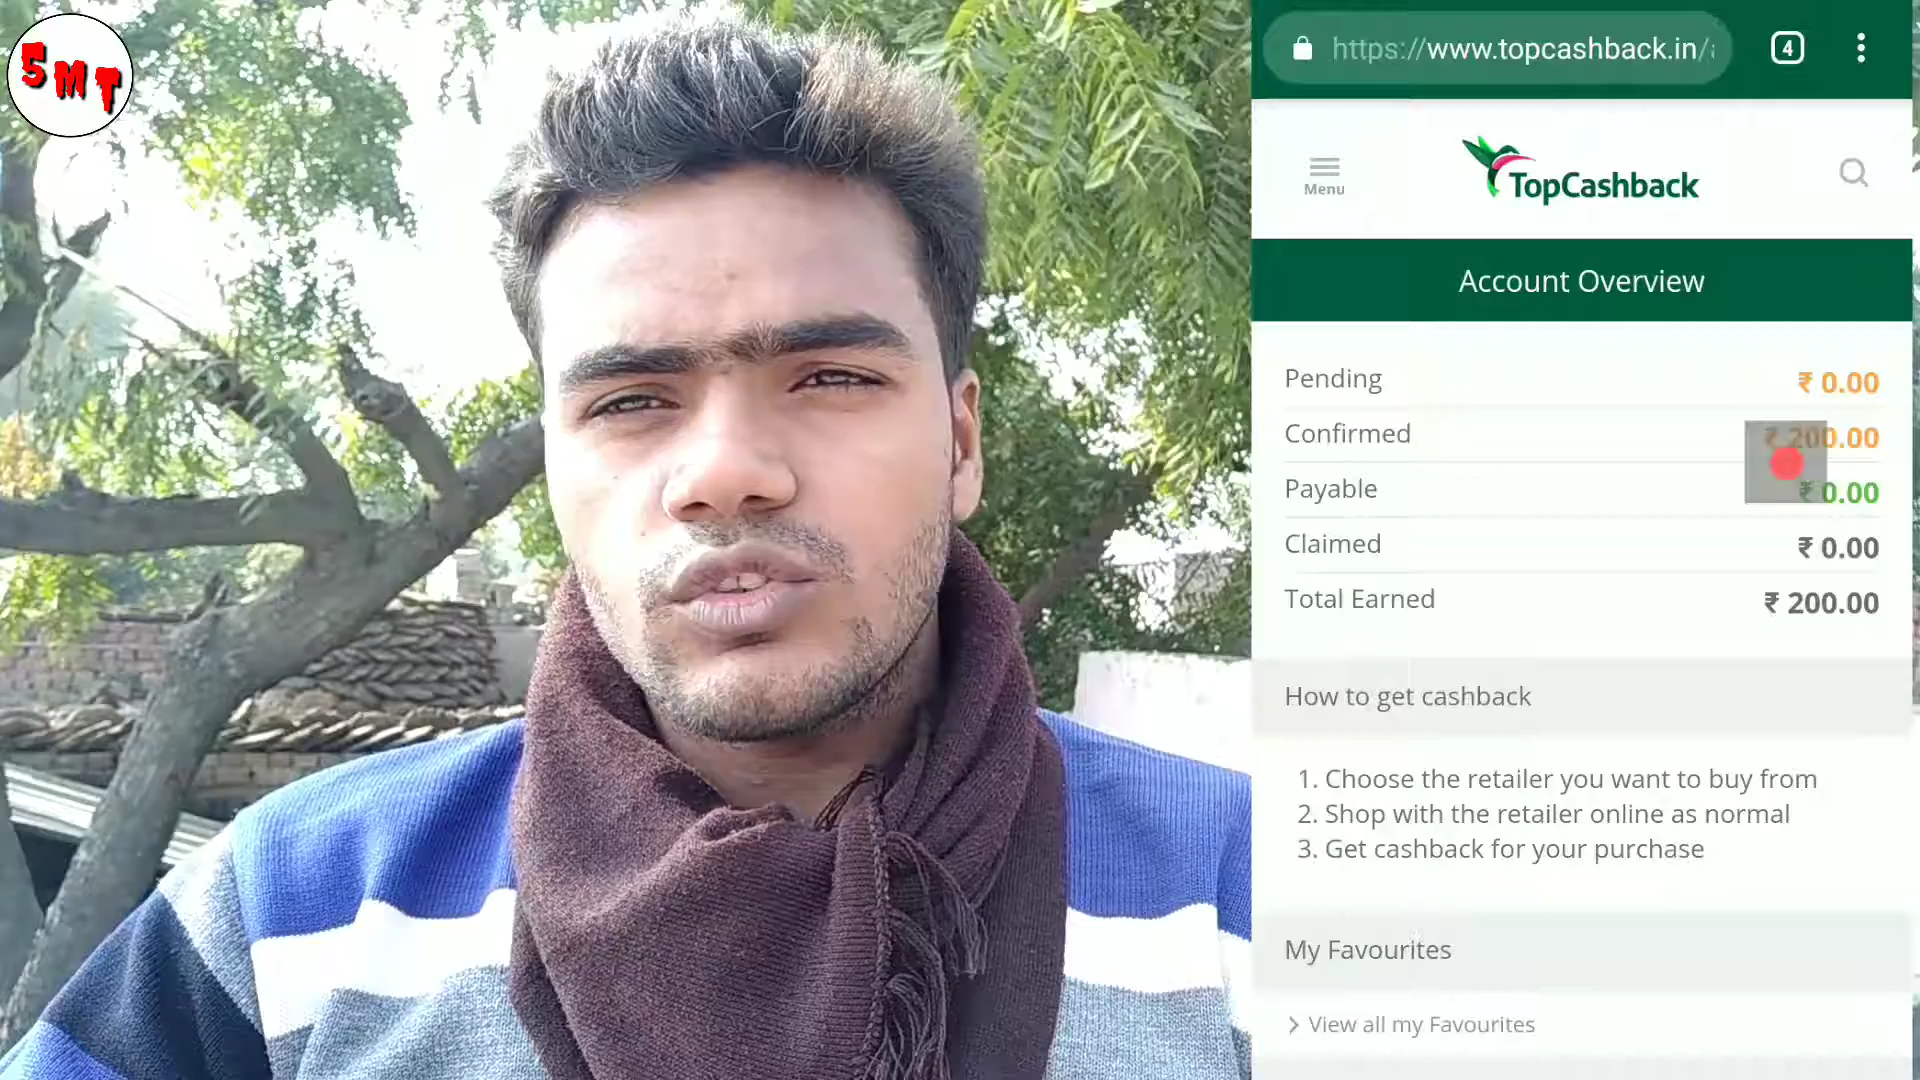 5MT
https://www.topcashback.in/
4
Menu
TopCashback
Account Overview
Pending ₹ 0.00
Confirmed ₹ 200.00
Payable ₹ 0.00
Claimed ₹ 0.00
Total Earned ₹ 200.00
How to get cashback
1. Choose the retailer you want to buy from
2. Shop with the retailer online as normal
3. Get cashback for your purchase
My Favourites
> View all my Favourites